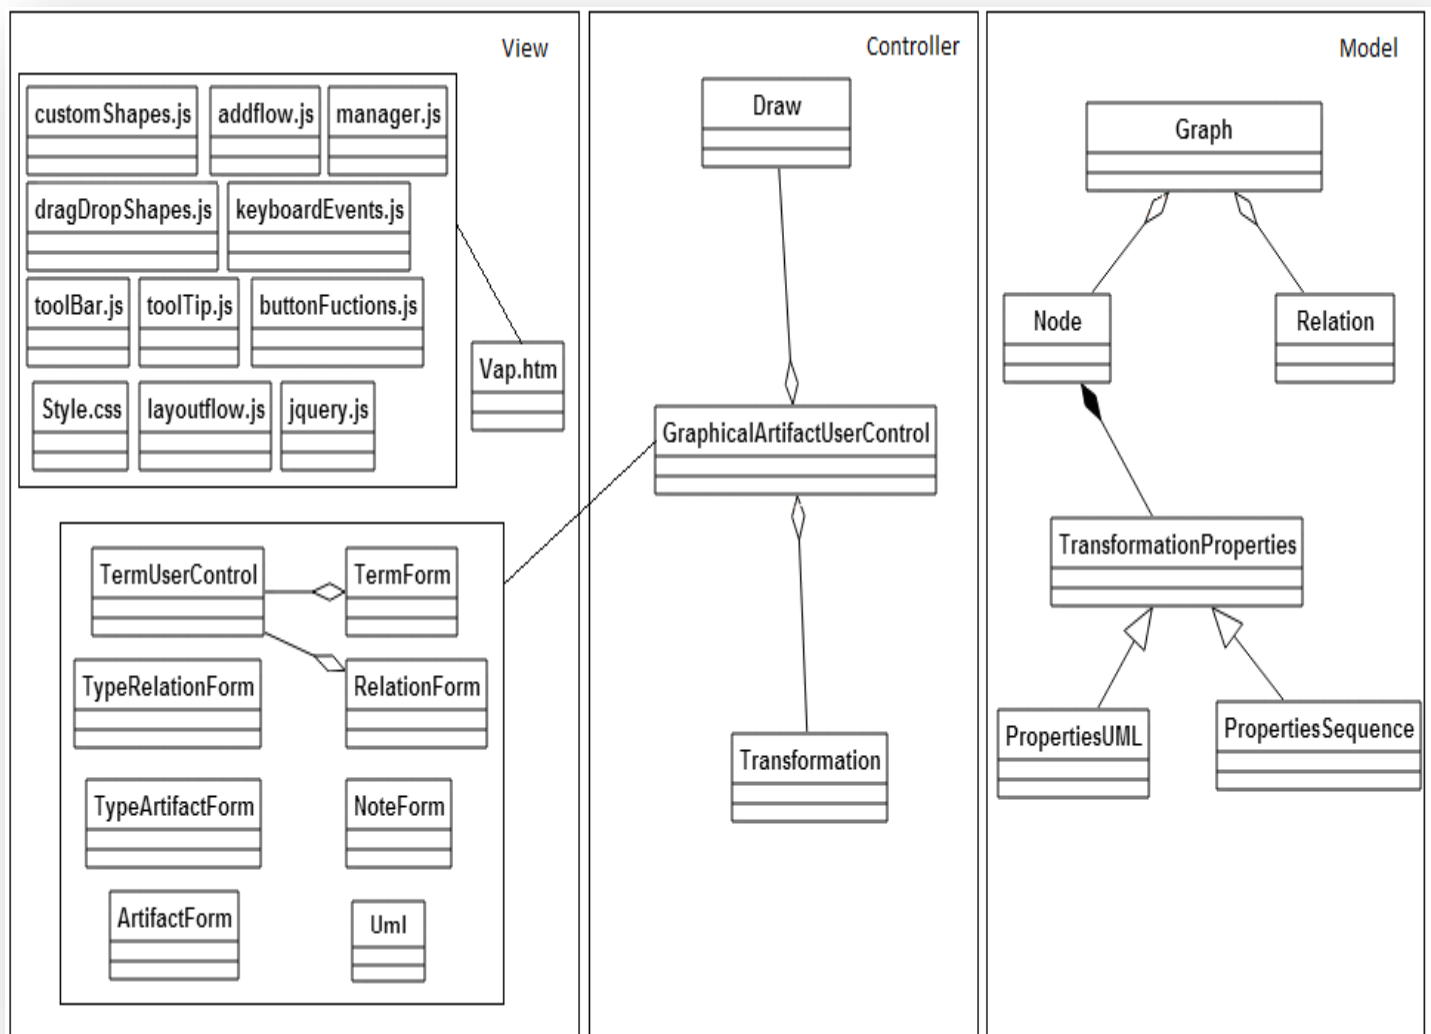 View
customShapes.js
addflow.js
manager.js
dragDropShapes.js
keyboardEvents.js
toolBar.js
toolTip.js
buttonFuctions.js
Style.css
layoutflow.js
jquery.js
Vap.htm
TermUserControl
TermForm
TypeRelationForm
RelationForm
TypeArtifactForm
NoteForm
ArtifactForm
Uml
Controller
Draw
GraphicalArtifactUserControl
Transformation
Model
Graph
Node
Relation
TransformationProperties
PropertiesUML
PropertiesSequence